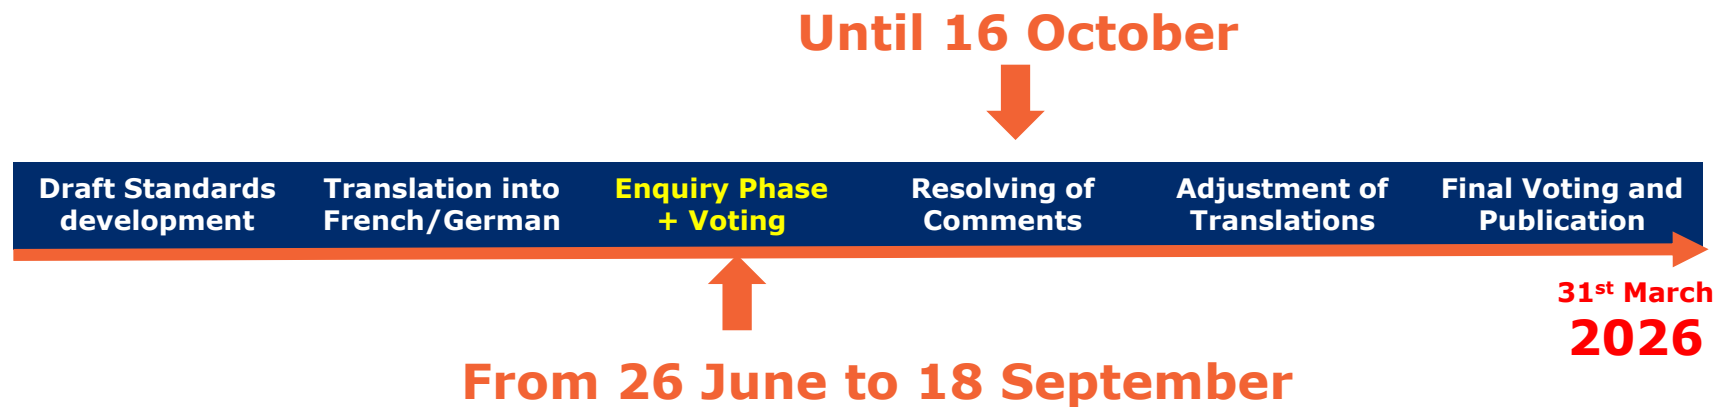 Until 16 October
Draft Standards
development
Translation into
French/German
Enquiry Phase
+ Voting
Resolving of
Comments
Adjustment of
Translations
Final Voting and
Publication
31st March
2026
From 26 June to 18 September